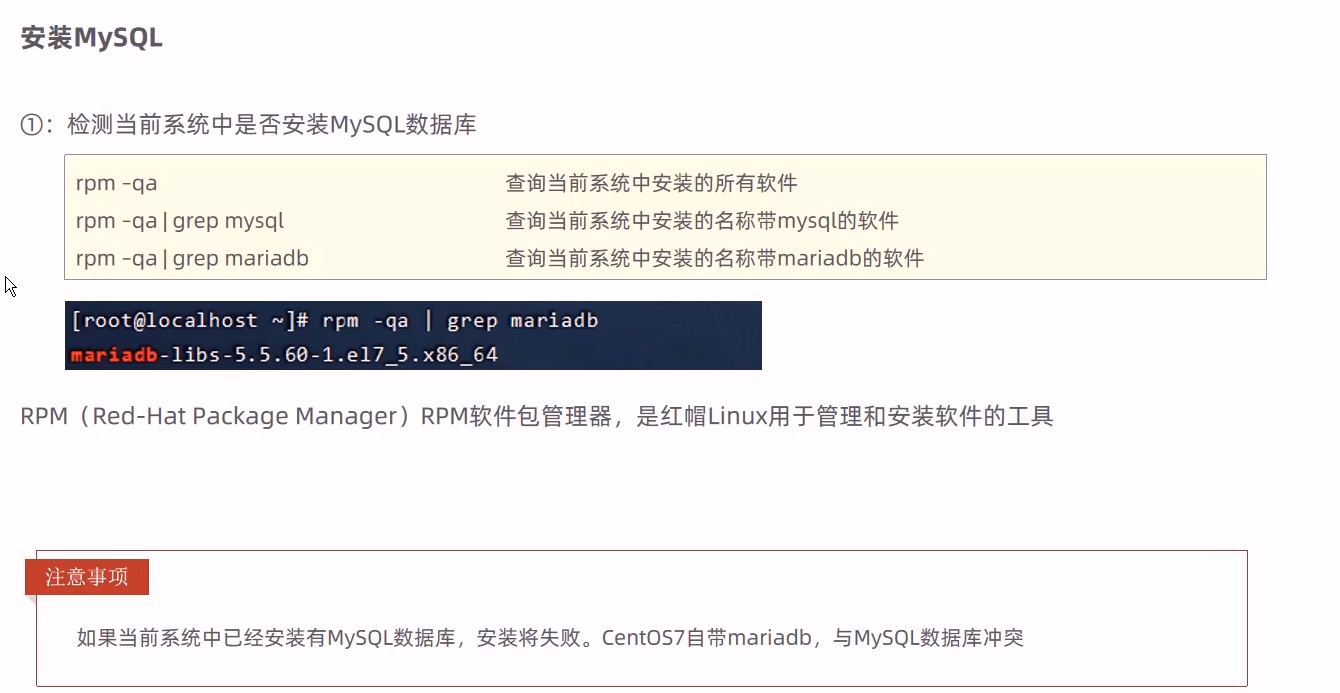 安装MySQL
①：检测当前系统中是否安装MySQL数据库
rpm -qa 查询当前系统中安装的所有软件
rpm -qa | grep mysql 查询当前系统中安装的名称带mysql的软件
rpm -qa | grep mariadb 查询当前系统中安装的名称带mariadb的软件
[root@localhost ~]# rpm -qa | grep mariadb
mariadb-libs-5.5.60-1.el7_5.x86_64
RPM（Red-Hat Package Manager）RPM软件包管理器，是红帽Linux用于管理和安装软件的工具
注意事项
如果当前系统中已经安装有MySQL数据库，安装将失败。CentOS7自带mariadb，与MySQL数据库冲突